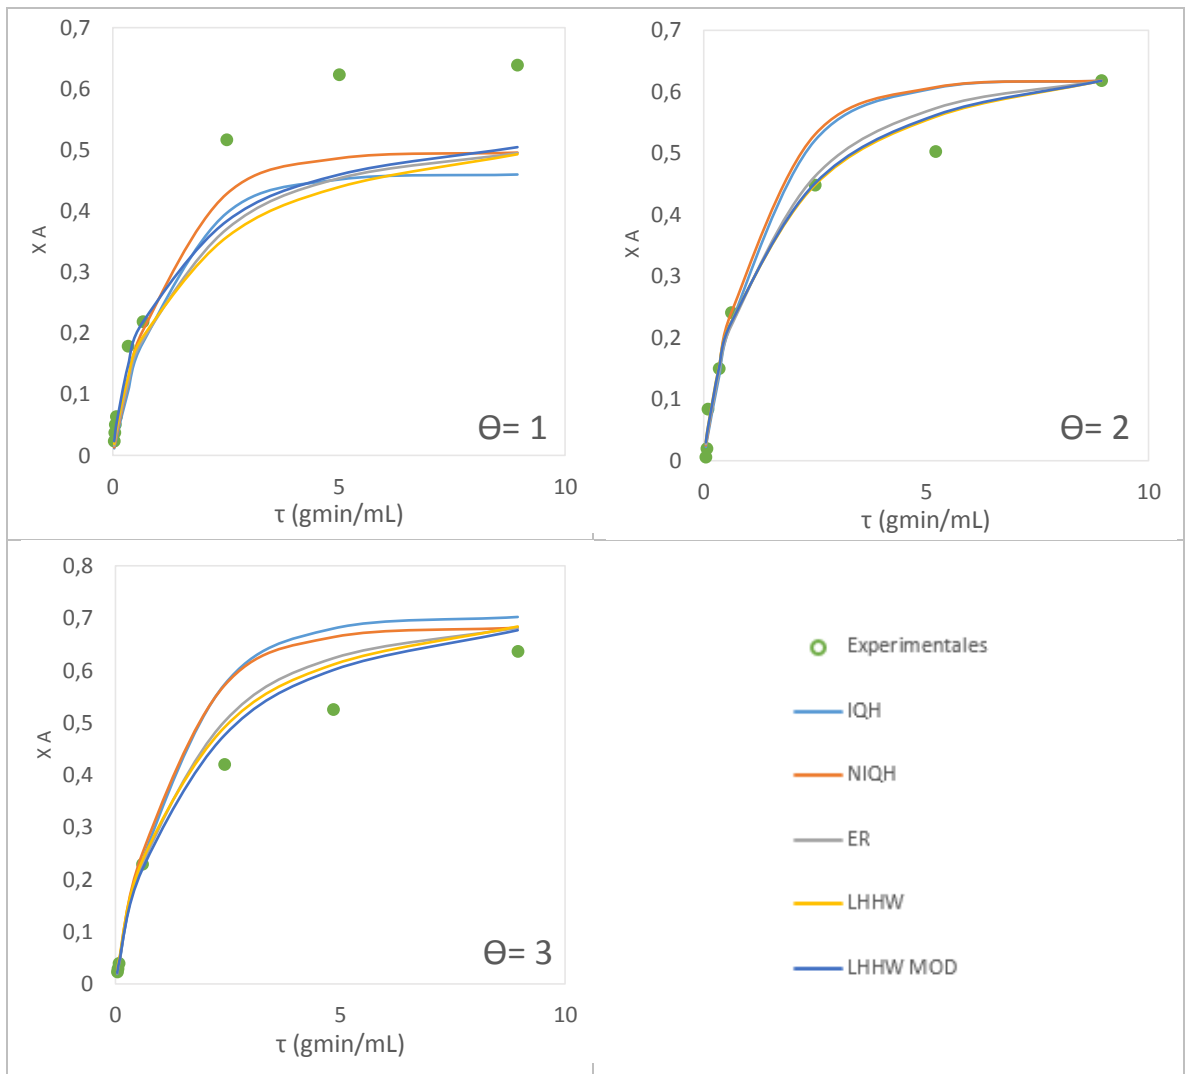 0,7
0,6
0,5
0,4
0,3
0,2
0,1
0
X A
0
5
10
τ (gmin/mL)
Ө= 1
0,7
0,6
0,5
0,4
0,3
0,2
0,1
0
X A
0
5
10
τ (gmin/mL)
Ө= 2
0,8
0,7
0,6
0,5
0,4
0,3
0,2
0,1
0
X A
0
5
10
τ (gmin/mL)
Ө= 3
Experimentales
IQH
NIQH
ER
LHHW
LHHW MOD